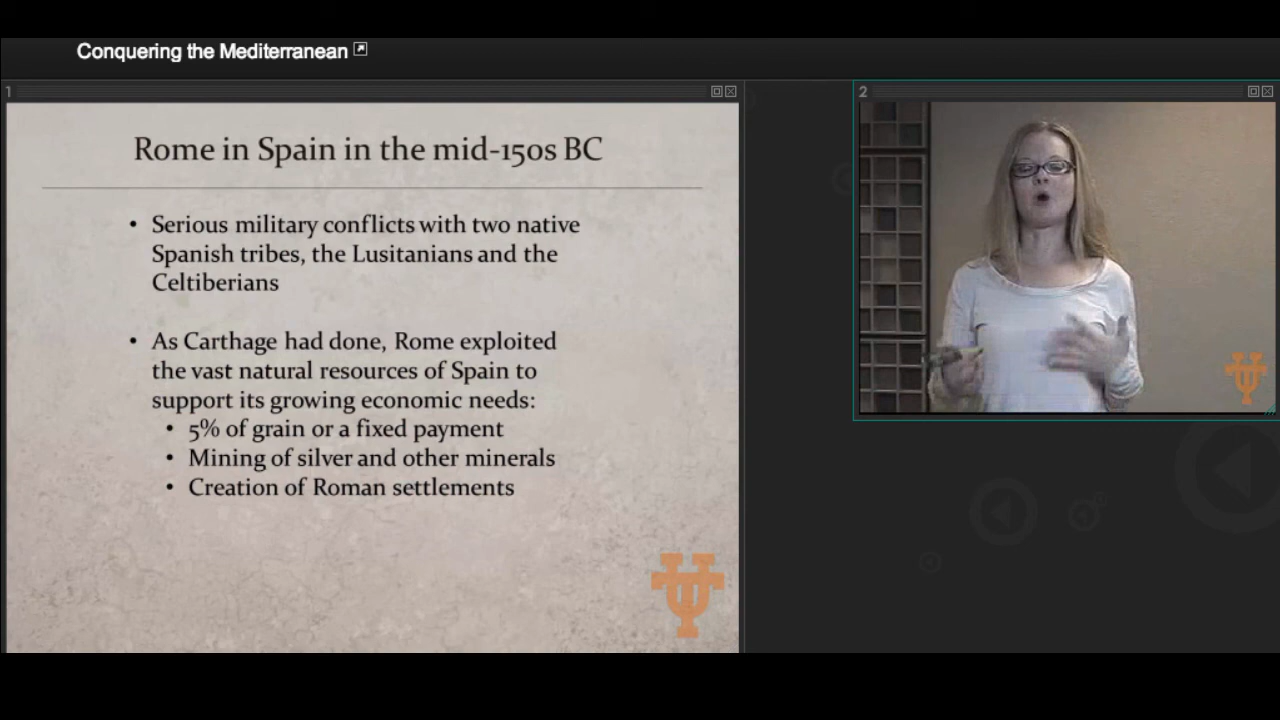 Conquering the Mediterranean
1
2
Rome in Spain in the mid-150s BC
• Serious military conflicts with two native
Spanish tribes, the Lusitanians and the
Celtiberians
• As Carthage had done, Rome exploited
the vast natural resources of Spain to
support its growing economic needs:
• 5% of grain or a fixed payment
• Mining of silver and other minerals
• Creation of Roman settlements
UT
UT